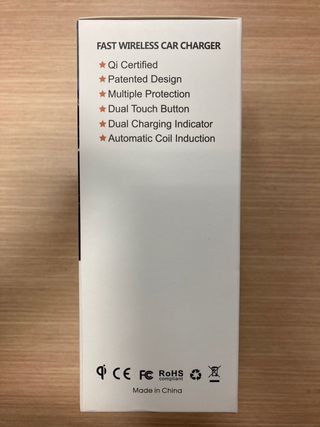 FAST WIRELESS CAR CHARGER
Qi Certified
Patented Design
Multiple Protection
Dual Touch Button
Dual Charging Indicator
Automatic Coil Induction
qi CE FC RoHS
compliant
Made in China